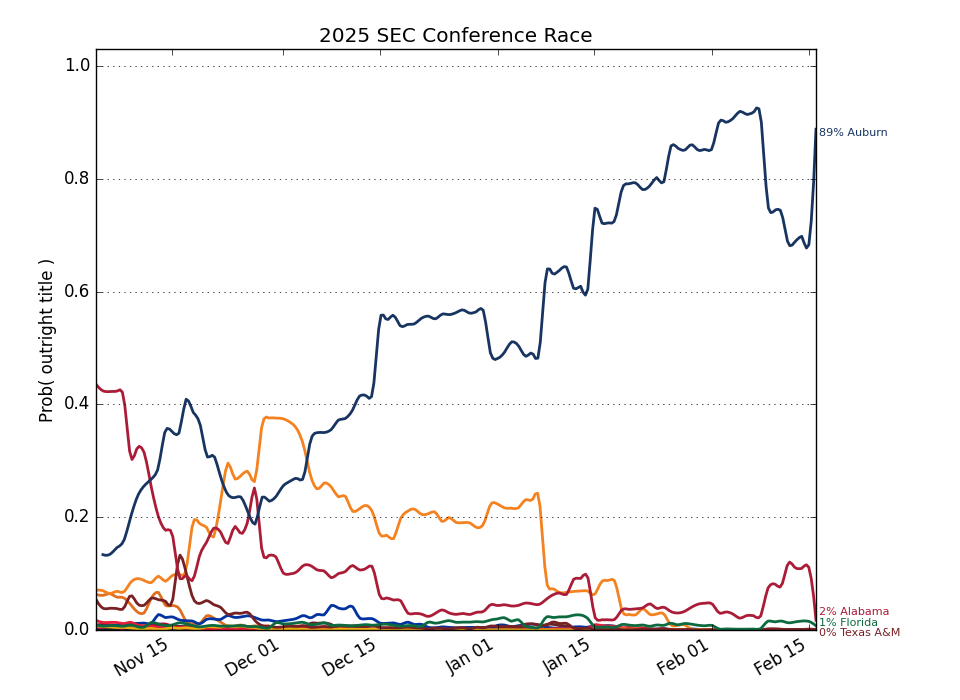 2025 SEC Conference Race
Prob( outright title )
1.0
0.8
0.6
0.4
0.2
0.0
89% Auburn
2% Alabama
1% Florida
0% Texas A&M
Nov 15
Dec 01
Dec 15
Jan 01
Jan 15
Feb 01
Feb 15